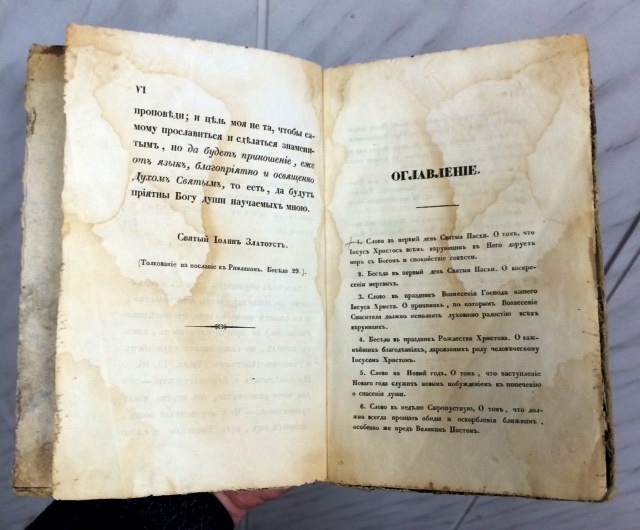 VI
проповѣди; и цѣль моя не та, чтобы са-
мому прославиться и сдѣлаться знамени-
тымъ, но да будетъ приношеніе, еже
отъ языкъ, благопріятно и освященно
Духомъ Святымъ, то есть, да будутъ
пріятны Богу души научаемыхъ мною.
Святый Іоаннъ Златоустъ.
(Толкованіе на посланіе къ Римлянамъ. Бесѣда 29.)
ОГЛАВЛЕНІЕ.
1. Слово въ первый день Святыя Пасхи. О томъ, что
Іисусъ Христосъ всѣмъ вѣрующимъ въ Него даруетъ
миръ съ Богомъ и спокойствіе совѣсти.
2. Бесѣда въ первый день Святыя Пасхи. О воскре-
сеніи мертвыхъ.
3. Слово въ праздникъ Вознесенія Господа нашего
Іисуса Христа. О причинахъ, по которымъ Вознесеніе
Спасителя должно исполнять духовною радостію всѣхъ
вѣрующихъ.
4. Бесѣда въ праздникъ Рождества Христова. О важ-
нѣйшихъ благодѣяніяхъ, дарованныхъ роду человѣческому
Іисусомъ Христомъ.
5. Слово на Новый годъ. О томъ, что наступленіе
Новаго года служитъ новымъ побужденіемъ къ попеченію
о спасеніи души.
6. Слово въ недѣлю Сыропустную. О томъ, что дол-
жно всегда прощать обиды и оскорбленія ближнимъ,
особенно же предъ Великимъ Постомъ.